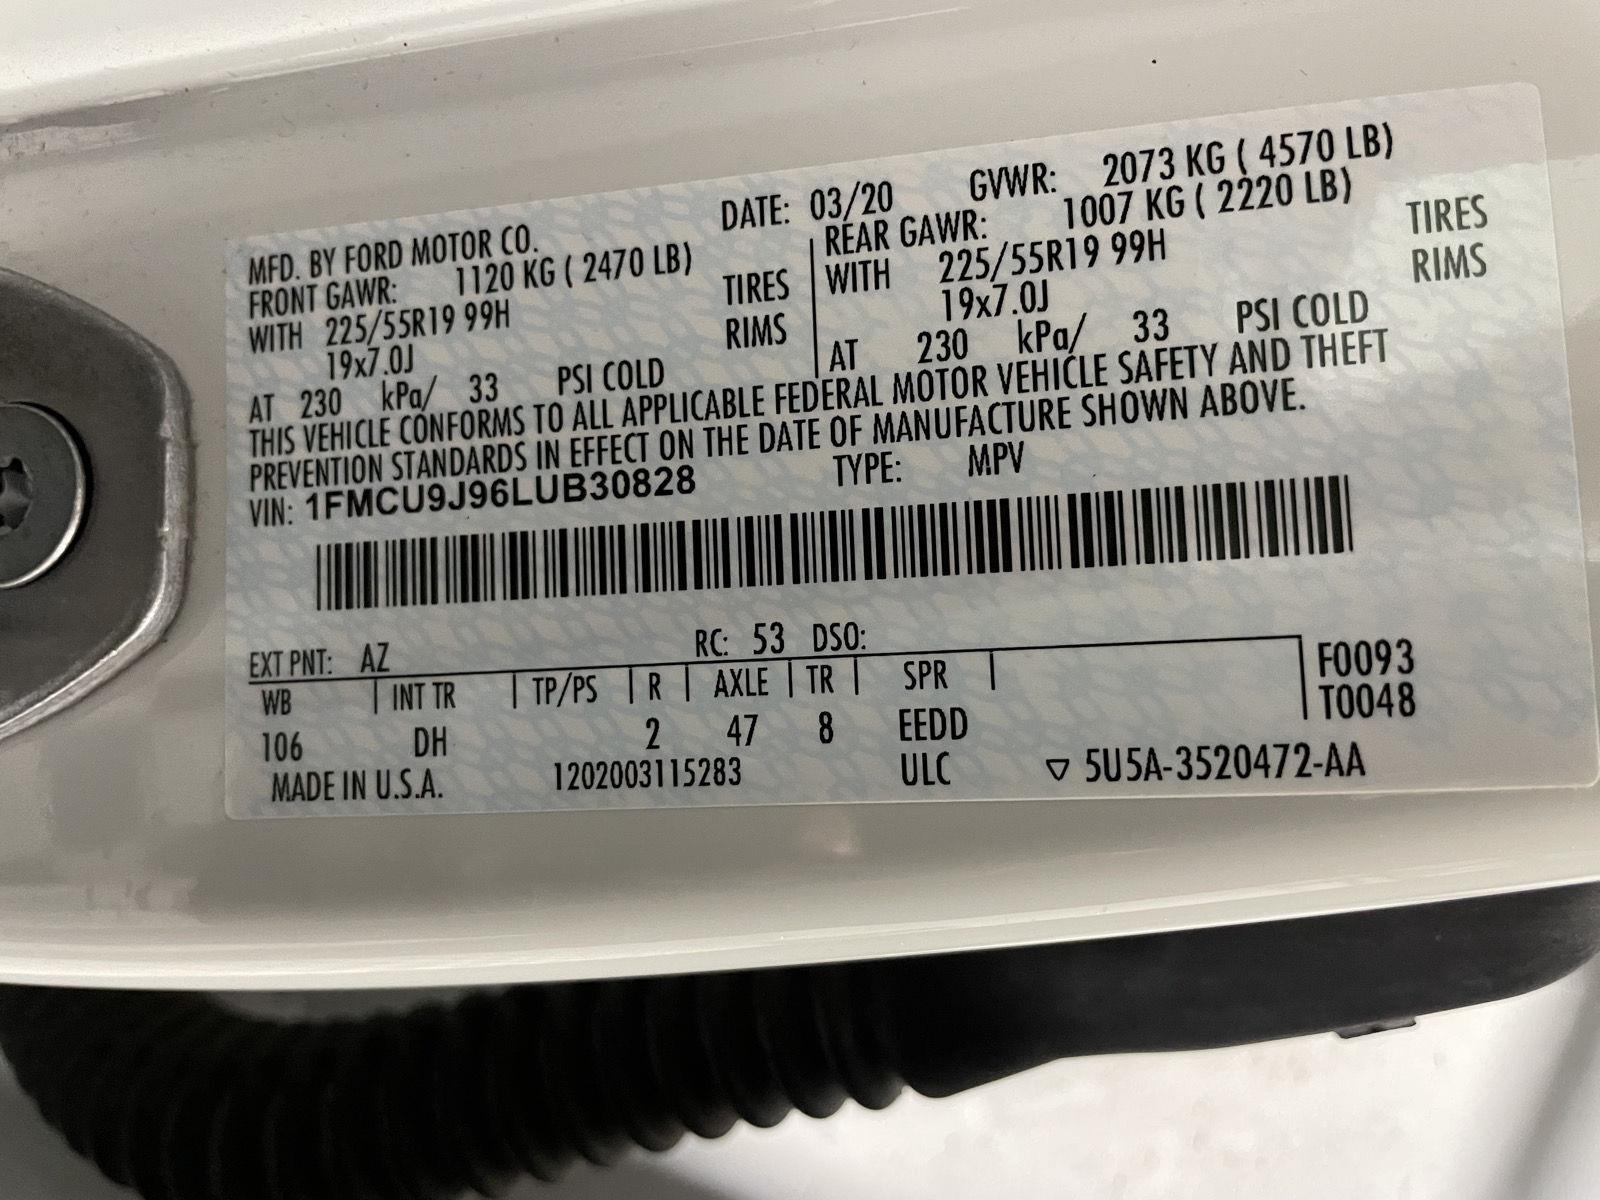 MFD. BY FORD MOTOR CO. DATE: 03/20 GVWR: 2073 KG ( 4570 LB)
FRONT GAWR: 1120 KG ( 2470 LB)
WITH 225/55R19 99H TIRES
19x7.0J RIMS
AT 230 kPa/ 33 PSI COLD
REAR GAWR: 1007 KG ( 2220 LB)
WITH 225/55R19 99H TIRES
19x7.0J RIMS
AT 230 kPa/ 33 PSI COLD
THIS VEHICLE CONFORMS TO ALL APPLICABLE FEDERAL MOTOR VEHICLE SAFETY AND THEFT
PREVENTION STANDARDS IN EFFECT ON THE DATE OF MANUFACTURE SHOWN ABOVE.
VIN: 1FMCU9J96LUB30828 TYPE: MPV
EXT PNT: AZ RC: 53 DSO:
WB INT TR TP/PS R AXLE TR SPR F0093
T0048
106 DH 2 47 8 EEDD
MADE IN U.S.A. 1202003115283 ULC ▽ 5U5A-3520472-AA